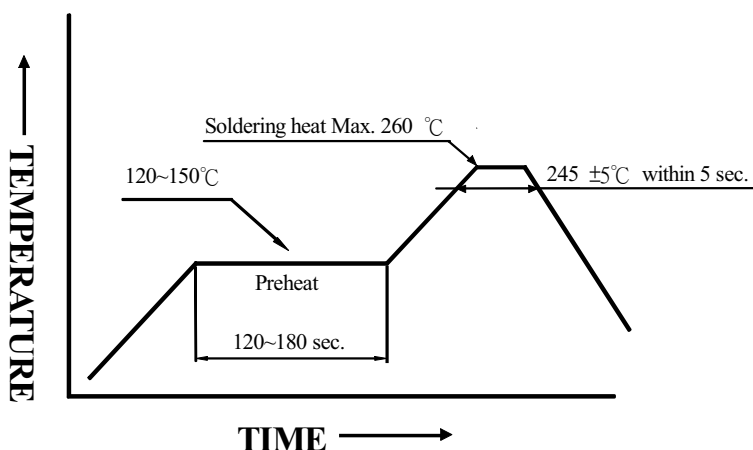 Soldering heat Max. 260 ℃
245 ±5℃ within 5 sec.
120~150℃
Preheat
120~180 sec.
TEMPERATURE
TIME